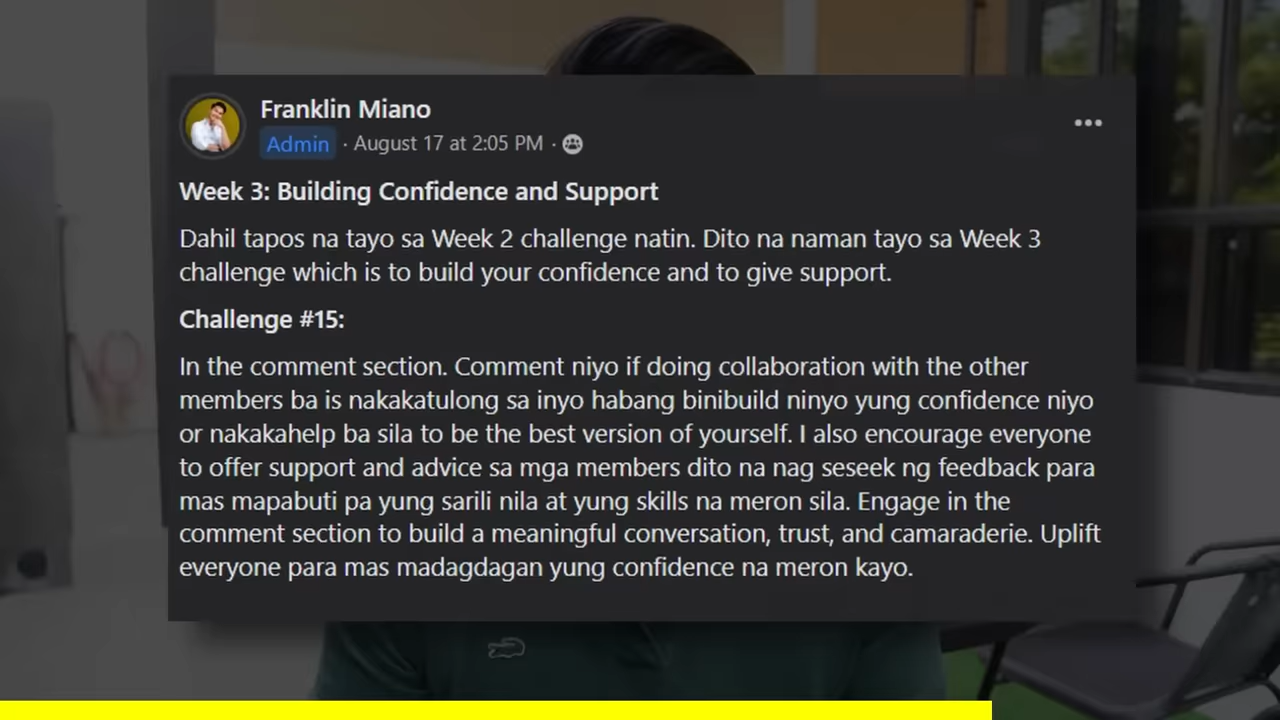 Franklin Miano
Admin · August 17 at 2:05 PM ·
Week 3: Building Confidence and Support
Dahil tapos na tayo sa Week 2 challenge natin. Dito na naman tayo sa Week 3
challenge which is to build your confidence and to give support.
Challenge #15:
In the comment section. Comment niyo if doing collaboration with the other
members ba is nakakatulong sa inyo habang binibuild ninyo yung confidence niyo
or nakakahelp ba sila to be the best version of yourself. I also encourage everyone
to offer support and advice sa mga members dito na nag seseek ng feedback para
mas mapabuti pa yung sarili nila at yung skills na meron sila. Engage in the
comment section to build a meaningful conversation, trust, and camaraderie. Uplift
everyone para mas madagdagan yung confidence na meron kayo.